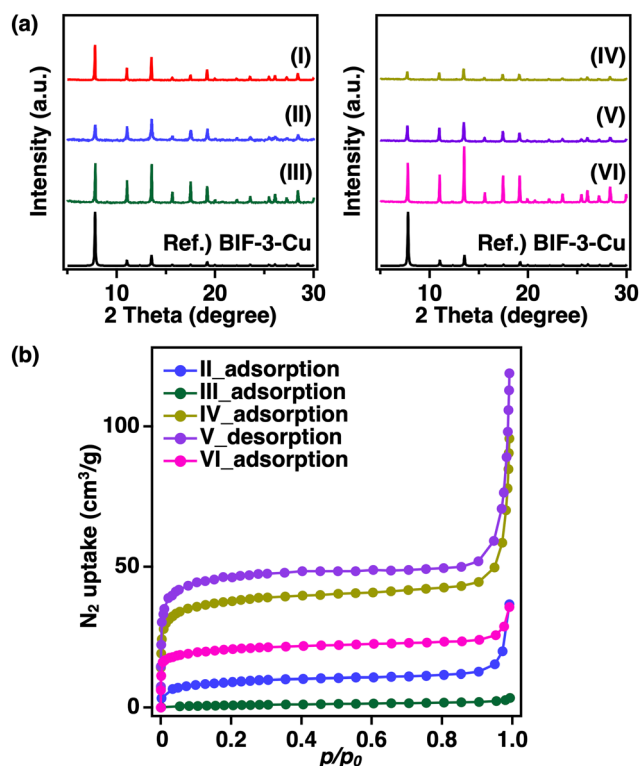 (a)
Intensity (a.u.)
(I)
(II)
(III)
Ref.) BIF-3-Cu
10
20
30
2 Theta (degree)
Intensity (a.u.)
(IV)
(V)
(VI)
Ref.) BIF-3-Cu
10
20
30
2 Theta (degree)
(b)
N₂ uptake (cm³/g)
100
50
0
II_adsorption
III_adsorption
IV_adsorption
V_desorption
VI_adsorption
0
0.2
0.4
0.6
0.8
1.0
p/p₀